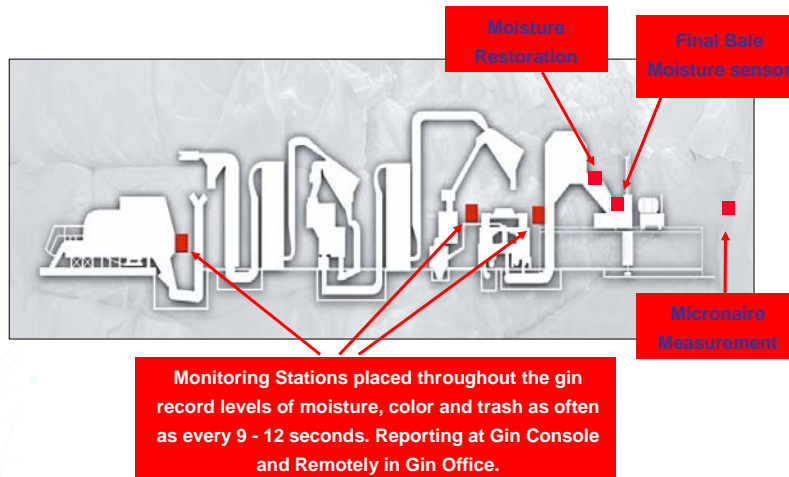 Moisture
Restoration
Final Bale
Moisture sensor
Micronaire
Measurement
Monitoring Stations placed throughout the gin
record levels of moisture, color and trash as often
as every 9 - 12 seconds. Reporting at Gin Console
and Remotely in Gin Office.